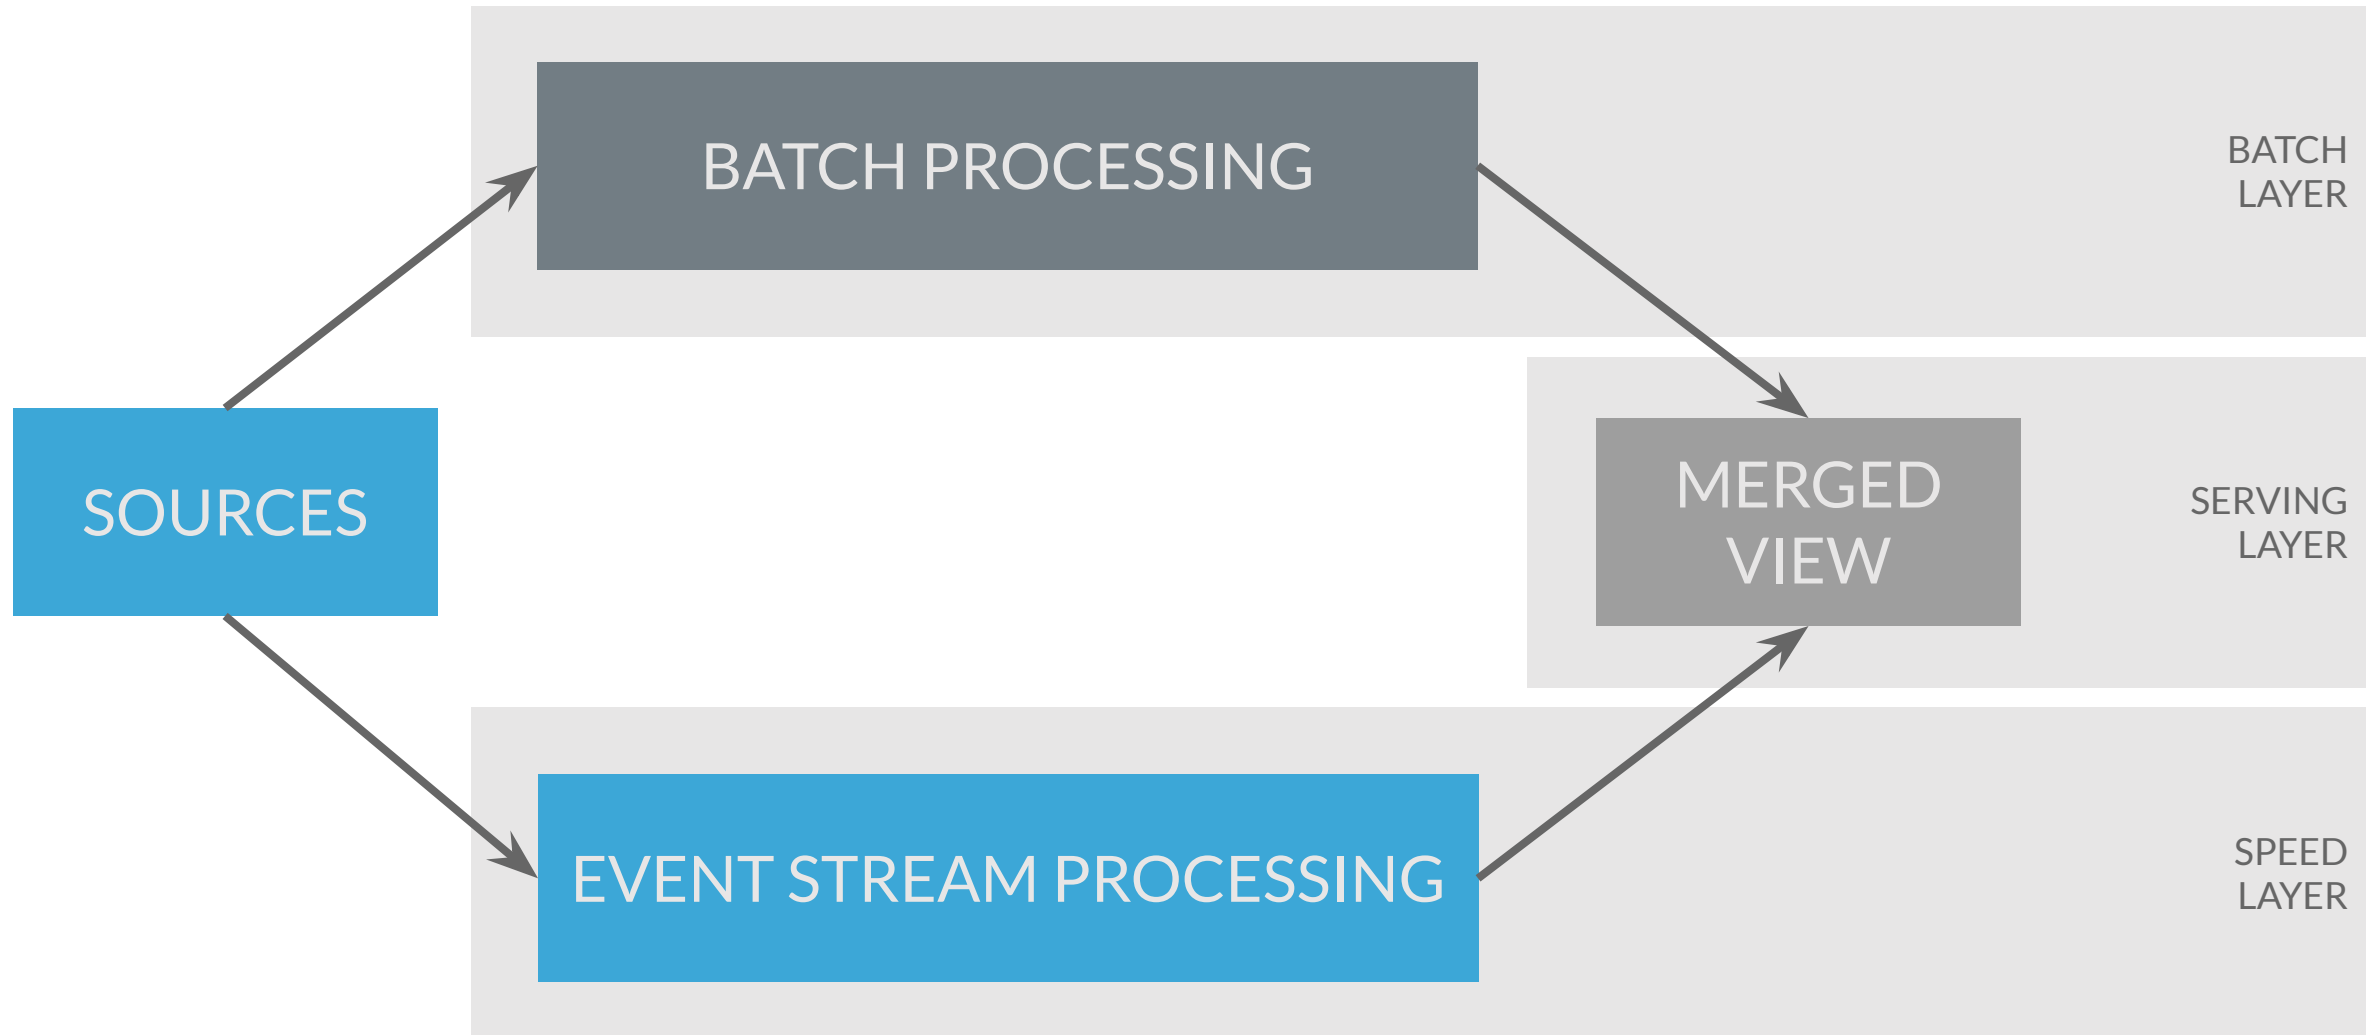 BATCH PROCESSING
BATCH
LAYER
SOURCES
MERGED
VIEW
SERVING
LAYER
EVENT STREAM PROCESSING
SPEED
LAYER